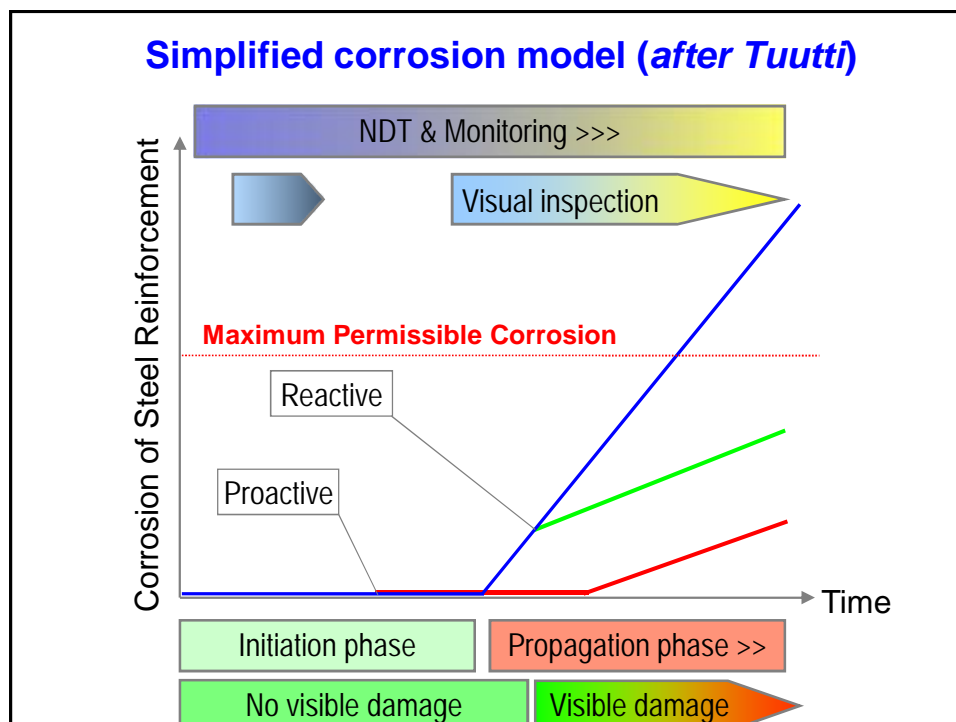 Simplified corrosion model (after Tuutti)
NDT & Monitoring >>>
Visual inspection
Corrosion of Steel Reinforcement
Maximum Permissible Corrosion
Reactive
Proactive
Time
Initiation phase
Propagation phase >>
No visible damage
Visible damage